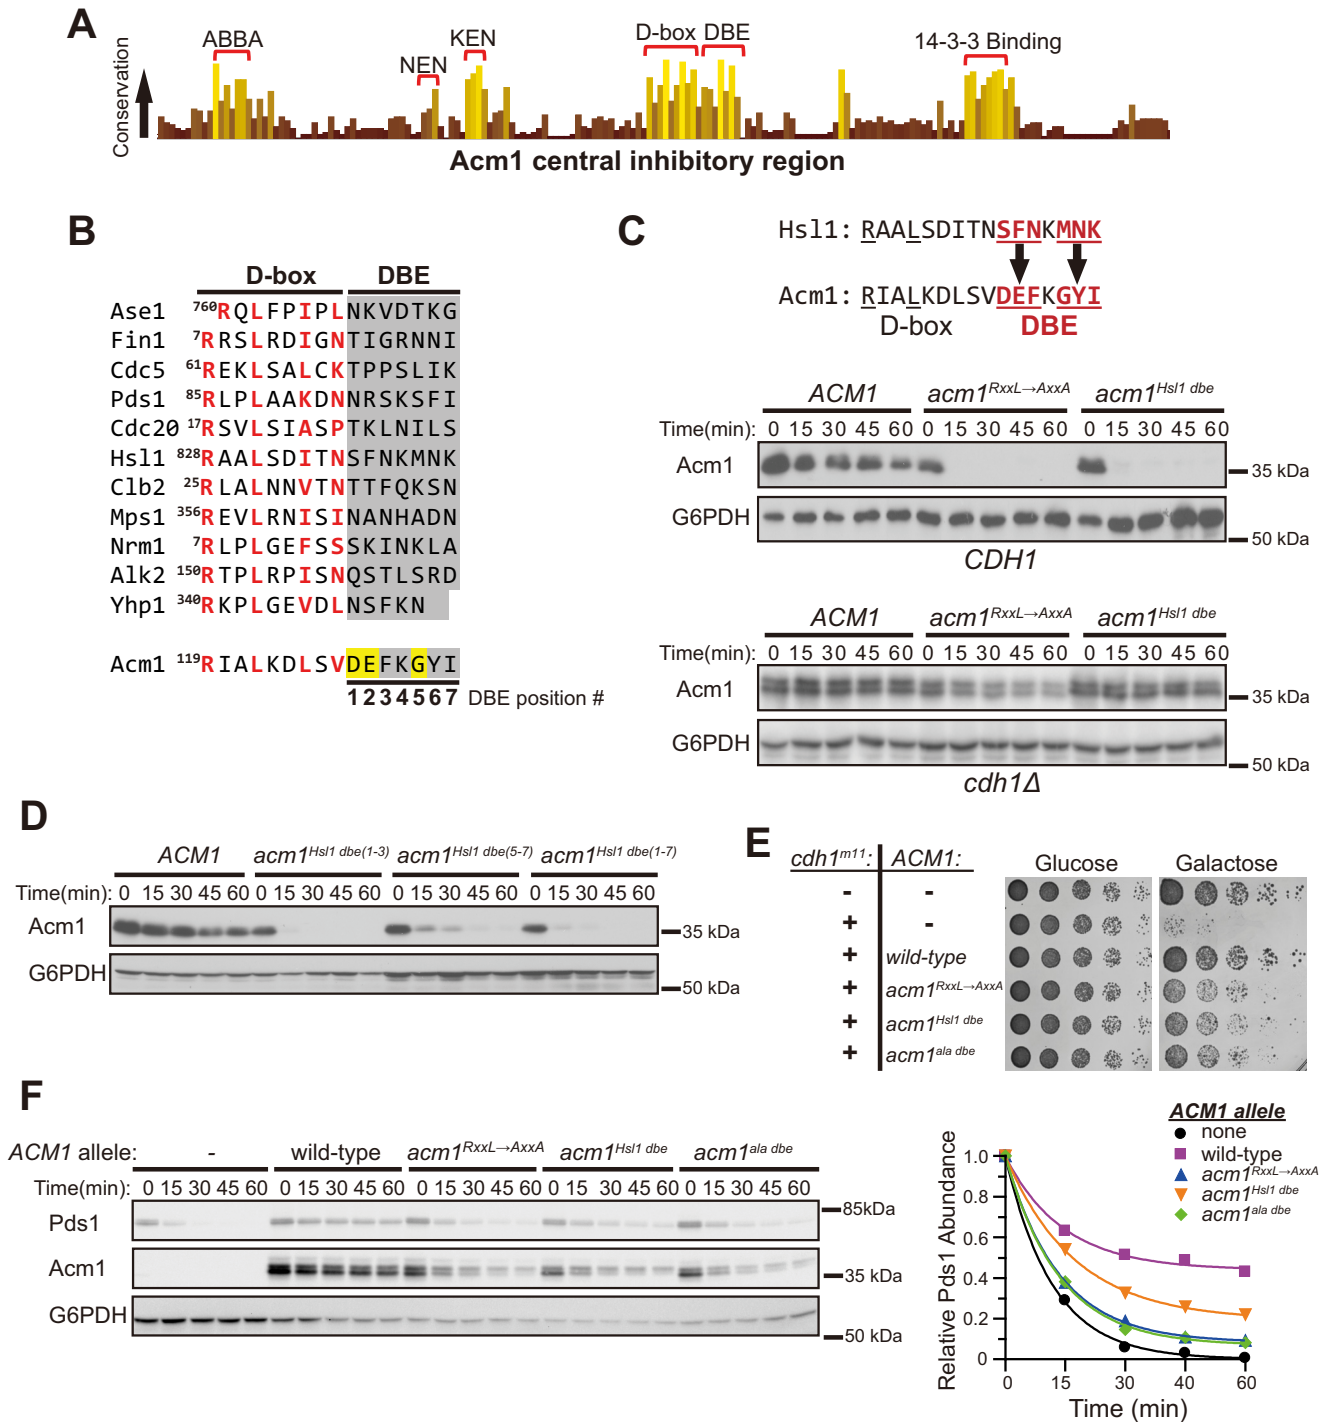 A
Conservation
ABBA
NEN
KEN
D-box DBE
14-3-3 Binding
Acm1 central inhibitory region
B
D-box DBE
Ase1 760RQLFPIPLNKVDTKG
Fin1 7RRSLRDIGNTIGRNNI
Cdc5 61REKLSALCKTPPSLIK
Pds1 85RLPLAAKDNNRSKSFI
Cdc20 17RSVLSIASPTKLNILS
Hsl1 828RAALSDITNSFNKMNK
Clb2 25RLALNNVTNTTFQKSN
Mps1 356REVLRNISINANHADN
Nrm1 7RLPLGEFSSSKINKLA
Alk2 150RTPLRPISNQSTLSRD
Yhp1 340RKPLGEVDLNSFKN
Acm1 119RIALKDLSVDEFKGYI
1234567 DBE position #
C
Hsl1: RAALSDITNSFNKMNK
Acm1: RIALKDLSVDEFKGYI
D-box DBE
ACM1 acm1RxxL→AxxA acm1Hsl1 dbe
Time(min): 0 15 30 45 60 0 15 30 45 60 0 15 30 45 60
Acm1
35 kDa
G6PDH
50 kDa
CDH1
ACM1 acm1RxxL→AxxA acm1Hsl1 dbe
Time(min): 0 15 30 45 60 0 15 30 45 60 0 15 30 45 60
Acm1
35 kDa
G6PDH
50 kDa
cdh1Δ
D
ACM1 acm1Hsl1 dbe(1-3) acm1Hsl1 dbe(5-7) acm1Hsl1 dbe(1-7)
Time(min): 0 15 30 45 60 0 15 30 45 60 0 15 30 45 60 0 15 30 45 60
Acm1
35 kDa
G6PDH
50 kDa
E
cdh1m11: ACM1: Glucose Galactose
- -
+ -
+ wild-type
+ acm1RxxL→AxxA
+ acm1Hsl1 dbe
+ acm1ala dbe
F
ACM1 allele: - wild-type acm1RxxL→AxxA acm1Hsl1 dbe acm1ala dbe
Time(min): 0 15 30 45 60 0 15 30 45 60 0 15 30 45 60 0 15 30 45 60 0 15 30 45 60
Pds1
85kDa
Acm1
35 kDa
G6PDH
50 kDa
ACM1 allele
none
wild-type
acm1RxxL→AxxA
acm1Hsl1 dbe
acm1ala dbe
Relative Pds1 Abundance
1.0
0.8
0.6
0.4
0.2
0
0 15 30 40 60
Time (min)